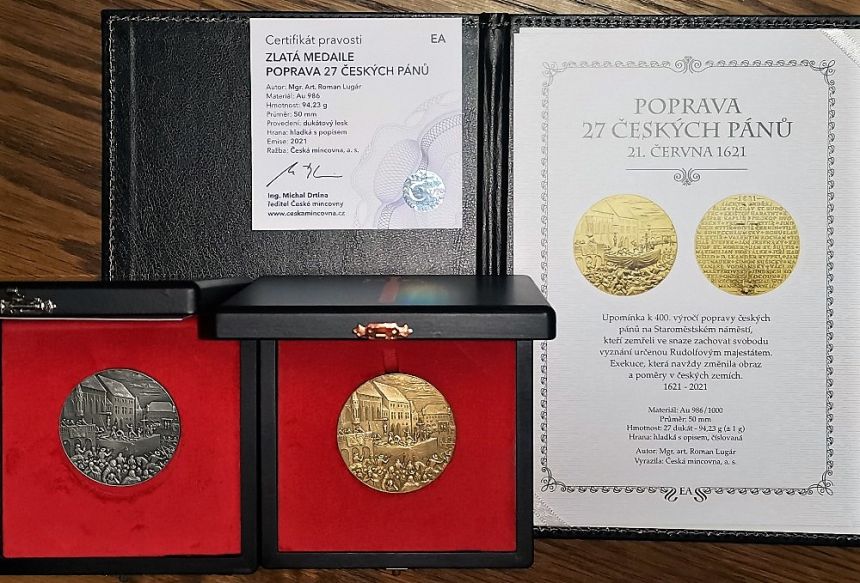 Certifikát pravosti EA
ZLATÁ MEDAILE
POPRAVA 27 ČESKÝCH PÁNŮ
Autor: Mgr. Art. Roman Lugár
Materiál: Au 986
Hmotnost: 94,23 g
Průměr: 50 mm
Provedení: dukátový lesk
Hrana: hladká s popisem
Emise: 2021
Ražba: Česká mincovna, a. s.
Ing. Michal Drtina
ředitel České mincovny
www.ceskamincovna.cz
POPRAVA
27 ČESKÝCH PÁNŮ
21. ČERVNA 1621
Upomínka k 400. výročí popravy českých
pánů na Staroměstském náměstí,
kteří zemřeli ve snaze zachovat svobodu
vyznání určenou Rudolfovým majestátem.
Exekuce, která navždy změnila obraz
a poměry v českých zemích.
1621 - 2021
Materiál: Au 986/1000
Průměr: 50 mm
Hmotnost: 27 dukát - 94,23 g (± 1 g)
Hrana: hladká s opisem, číslovaná
Autor: Mgr. art. Roman Lugár
Vyrazila: Česká mincovna, a. s.
EA